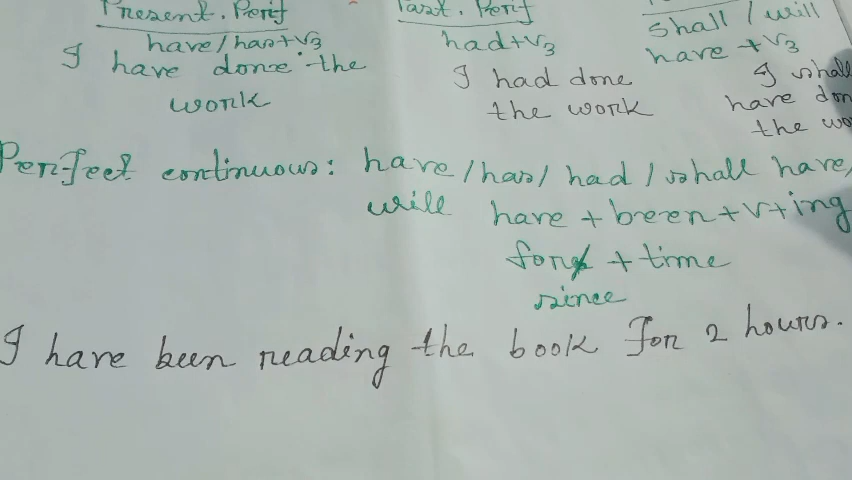 Present. Perf
have/has+v3
I have done the
work
Past. Perf
had+v3
I had done
the work
shall / will
have + v3
I shall
have don
the wo
Perfect continuous: have / has / had / shall have,
will have + been + v + ing
for + time
since
I have been reading the book for 2 hours.